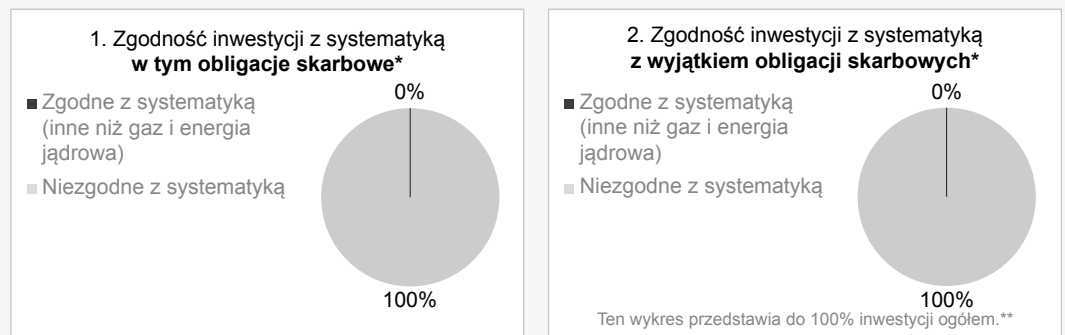 1. Zgodność inwestycji z systematyką
w tym obligacje skarbowe*
Zgodne z systematyką
(inne niż gaz i energia
jądrowa)
Niezgodne z systematyką
0%
100%
2. Zgodność inwestycji z systematyką
z wyjątkiem obligacji skarbowych*
Zgodne z systematyką
(inne niż gaz i energia
jądrowa)
Niezgodne z systematyką
0%
100%
Ten wykres przedstawia do 100% inwestycji ogółem.**